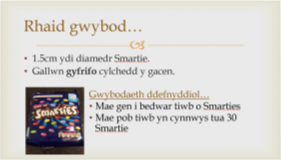 Rhaid gwybod…
• 1.5cm ydi diamedr Smartie.
• Gallwn gyfrifo cylchedd y gacen.
SMARTIES
Gwybodaeth ddefnyddiol…
• Mae gen i bedwar tiwb o Smarties
• Mae pob tiwb yn cynnwys tua 30
Smartie